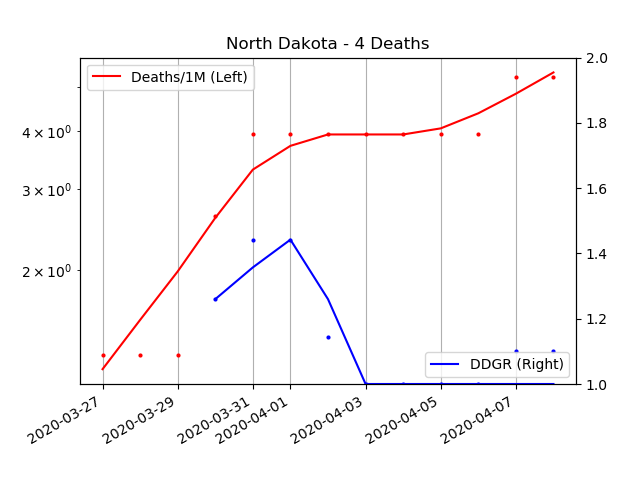 North Dakota - 4 Deaths
Deaths/1M (Left)
4 × 10⁰
3 × 10⁰
2 × 10⁰
2.0
1.8
1.6
1.4
1.2
1.0
DDGR (Right)
2020-03-27
2020-03-29
2020-03-31
2020-04-01
2020-04-03
2020-04-05
2020-04-07